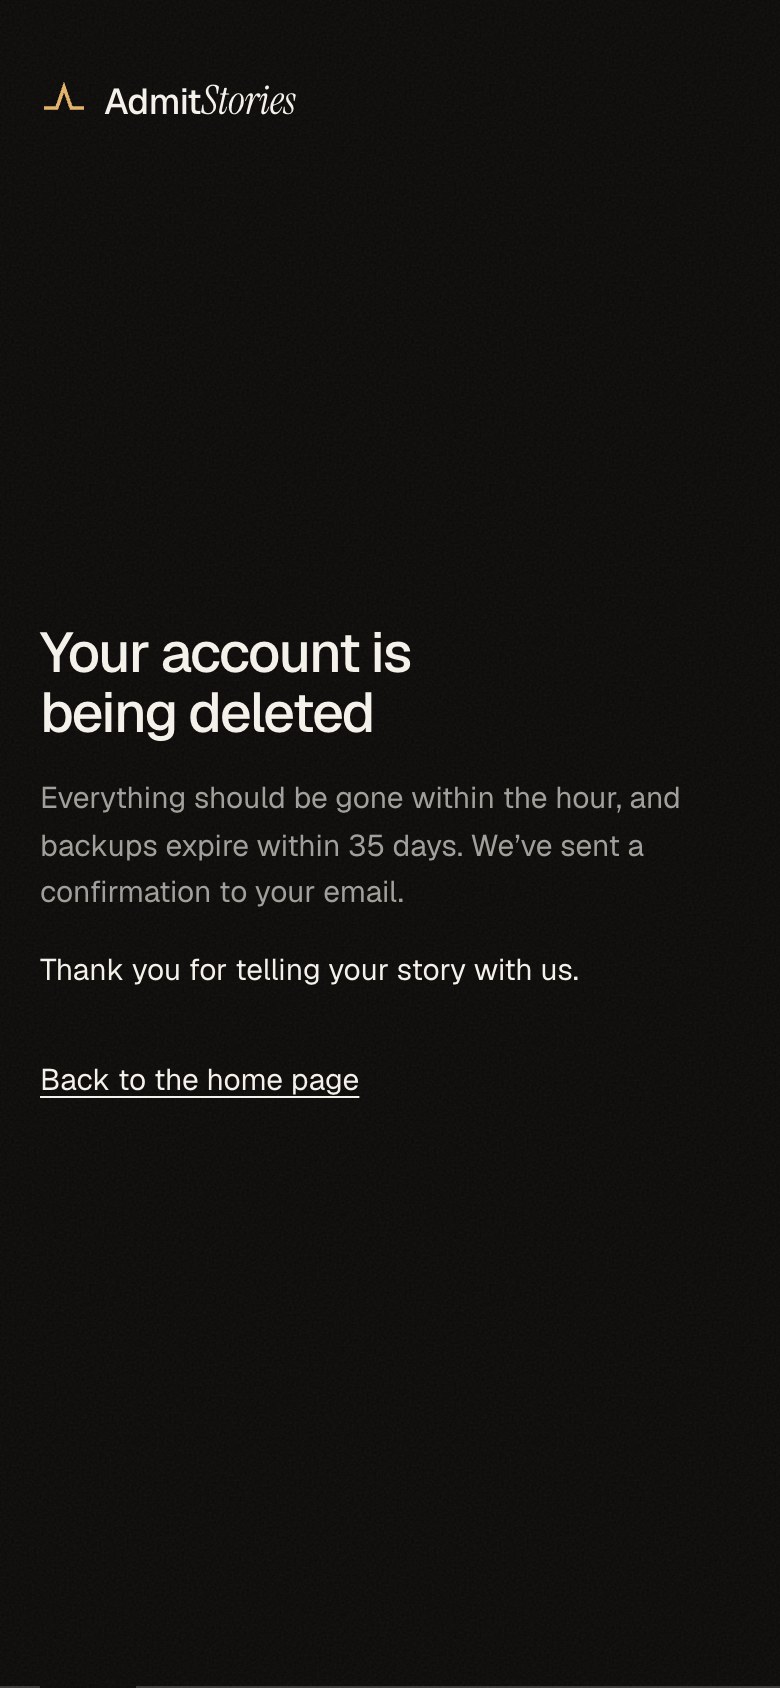 AdmitStories
Your account is
being deleted
Everything should be gone within the hour, and
backups expire within 35 days. We’ve sent a
confirmation to your email.
Thank you for telling your story with us.
Back to the home page